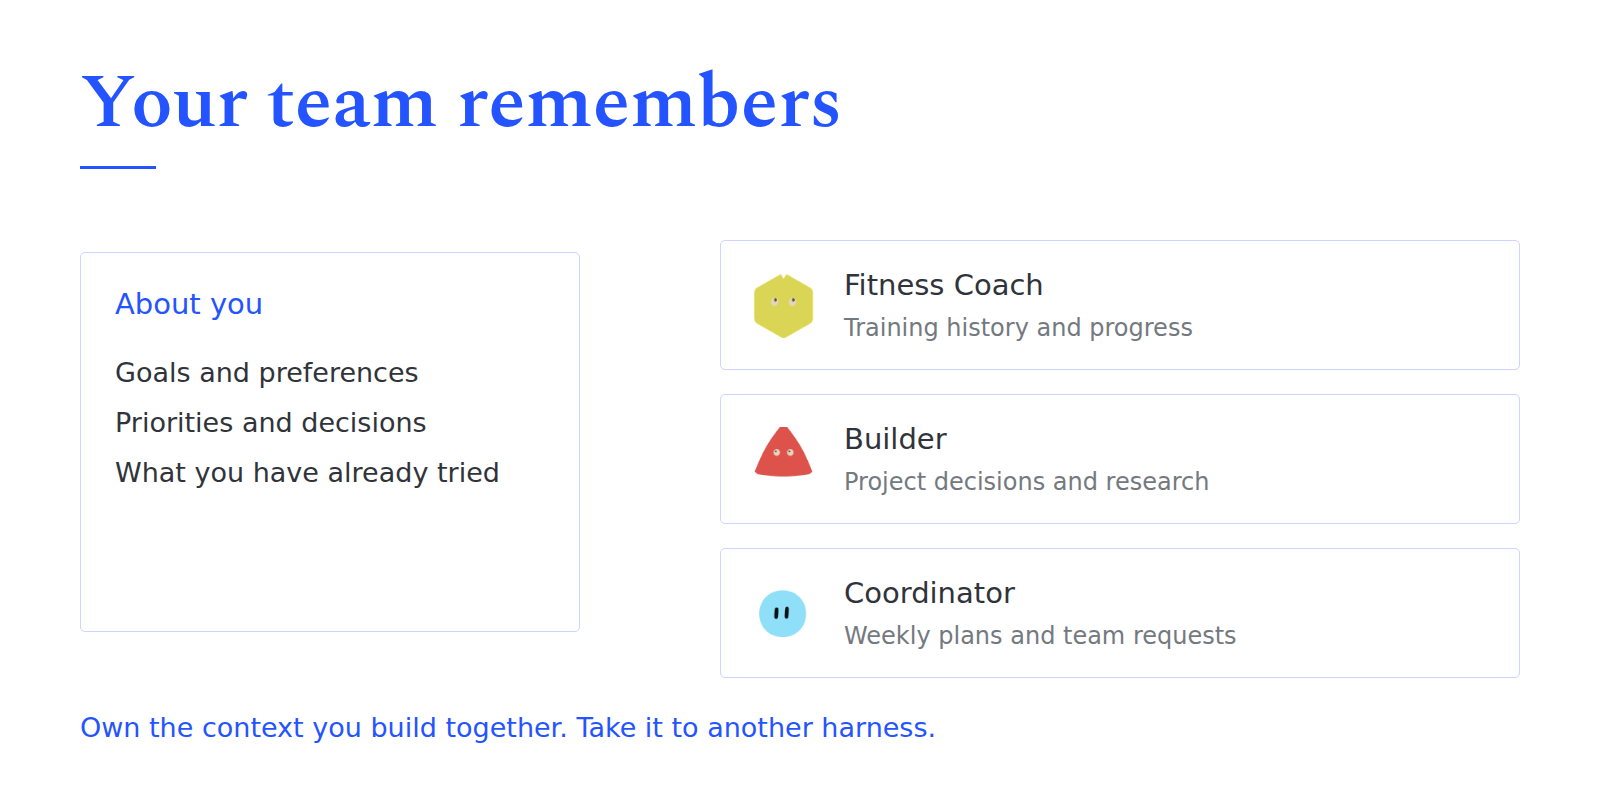 Your team remembers
About you
Goals and preferences
Priorities and decisions
What you have already tried
Fitness Coach
Training history and progress
Builder
Project decisions and research
Coordinator
Weekly plans and team requests
Own the context you build together. Take it to another harness.